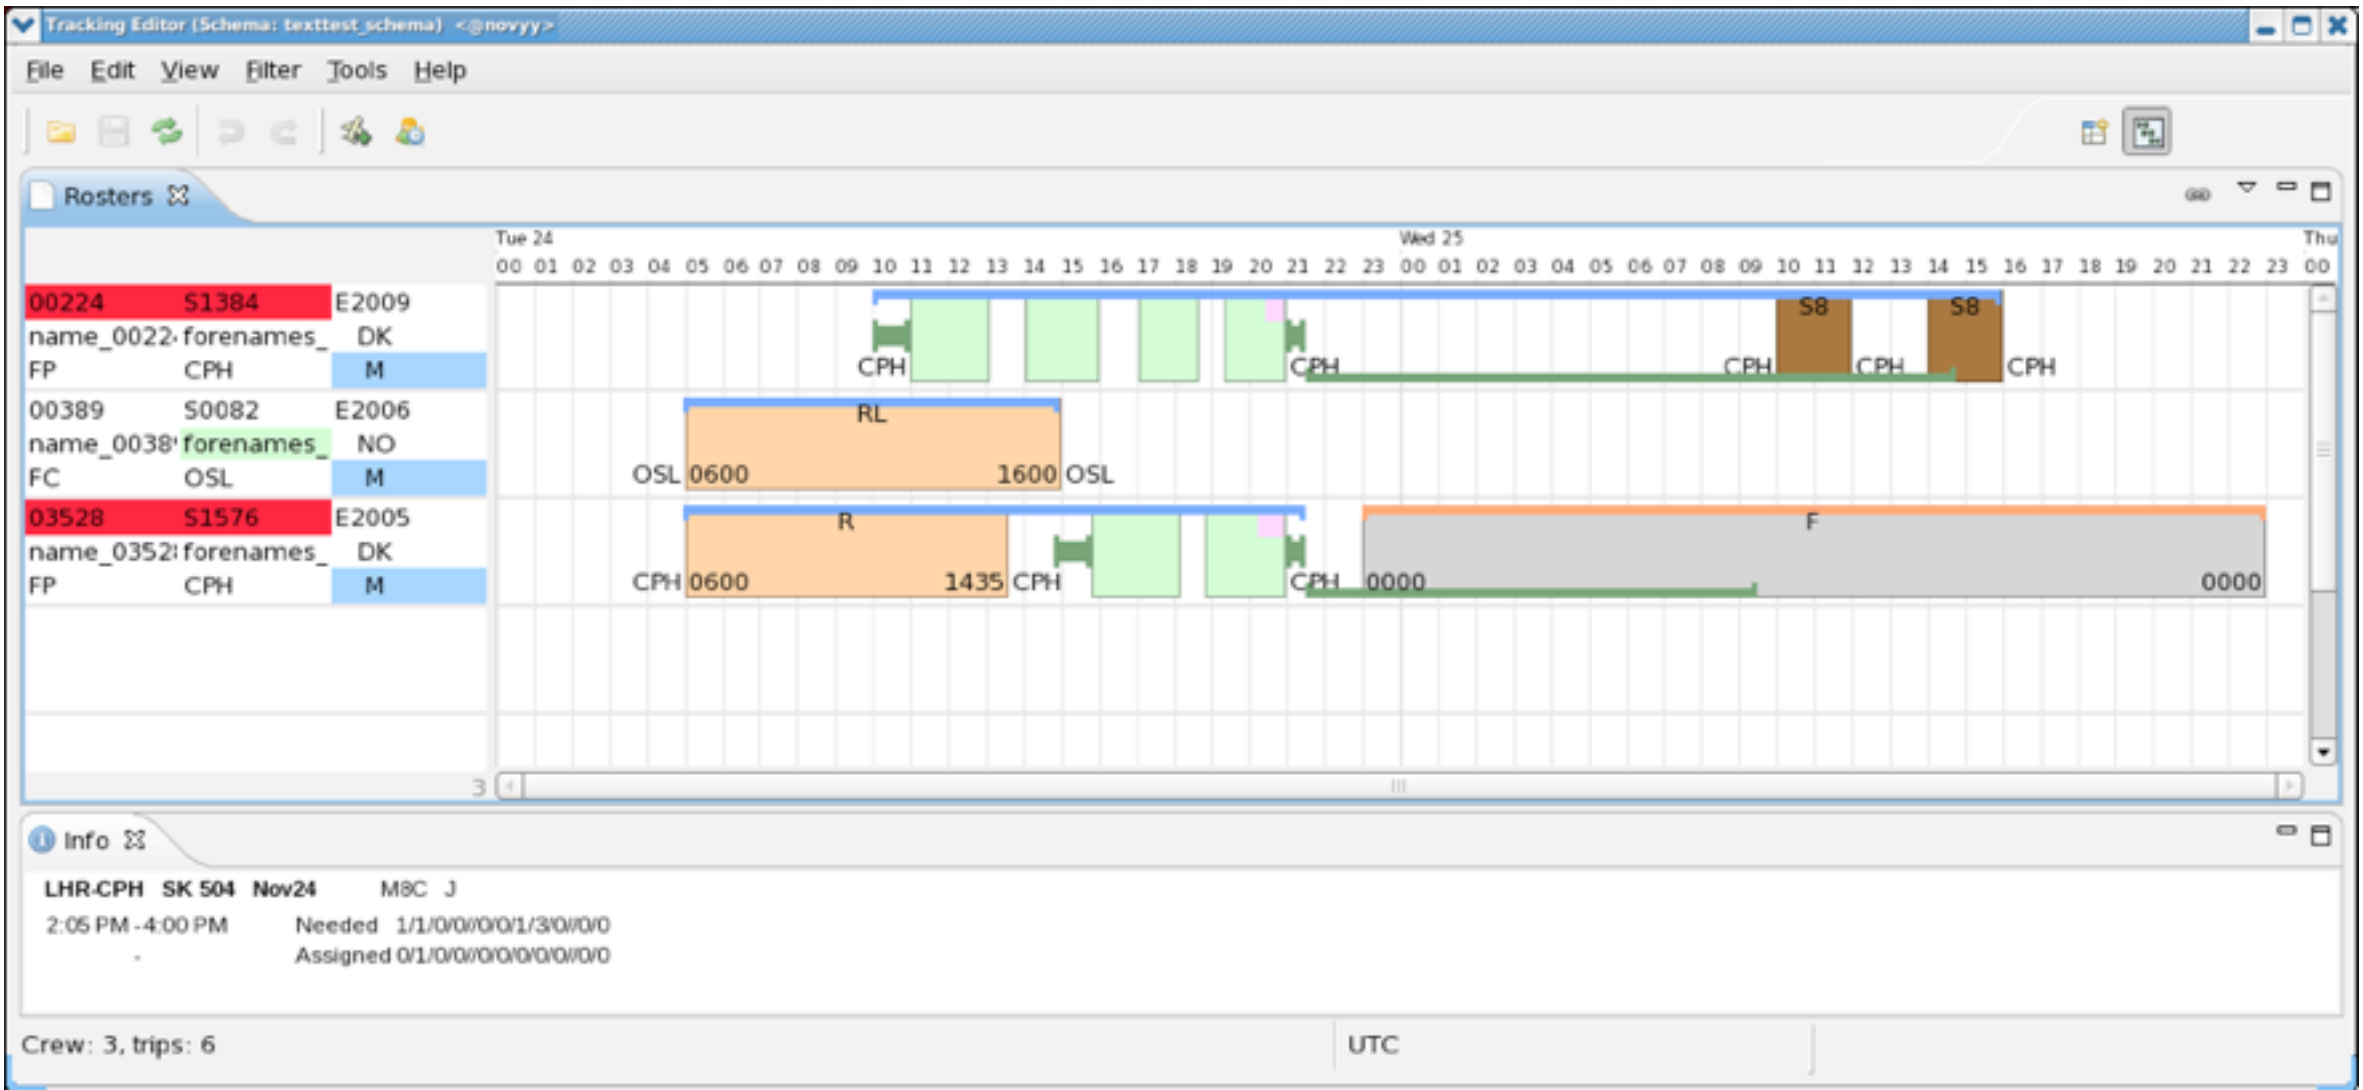 Tracking Editor (Schema: texttest_schema) <@novyy>
File Edit View Filter Tools Help
Rosters
Tue 24 Wed 25 Thu
00 01 02 03 04 05 06 07 08 09 10 11 12 13 14 15 16 17 18 19 20 21 22 23 00 01 02 03 04 05 06 07 08 09 10 11 12 13 14 15 16 17 18 19 20 21 22 23 00
00224 S1384 E2009 S8 S8
name_0022 forenames_ DK
FP CPH M CPH CPH CPH CPH CPH
00389 S0082 E2006 RL
name_0038 forenames_ NO
FC OSL M OSL 0600 1600 OSL
03528 S1576 E2005 R F
name_0352 forenames_ DK
FP CPH M CPH 0600 1435 CPH CPH 0000 0000
3
Info
LHR-CPH SK 504 Nov24 M8C J
2:05 PM -4:00 PM Needed 1/1/0/0//0/0/1/3/0//0/0
- Assigned 0/1/0/0//0/0/0/0/0//0/0
Crew: 3, trips: 6 UTC